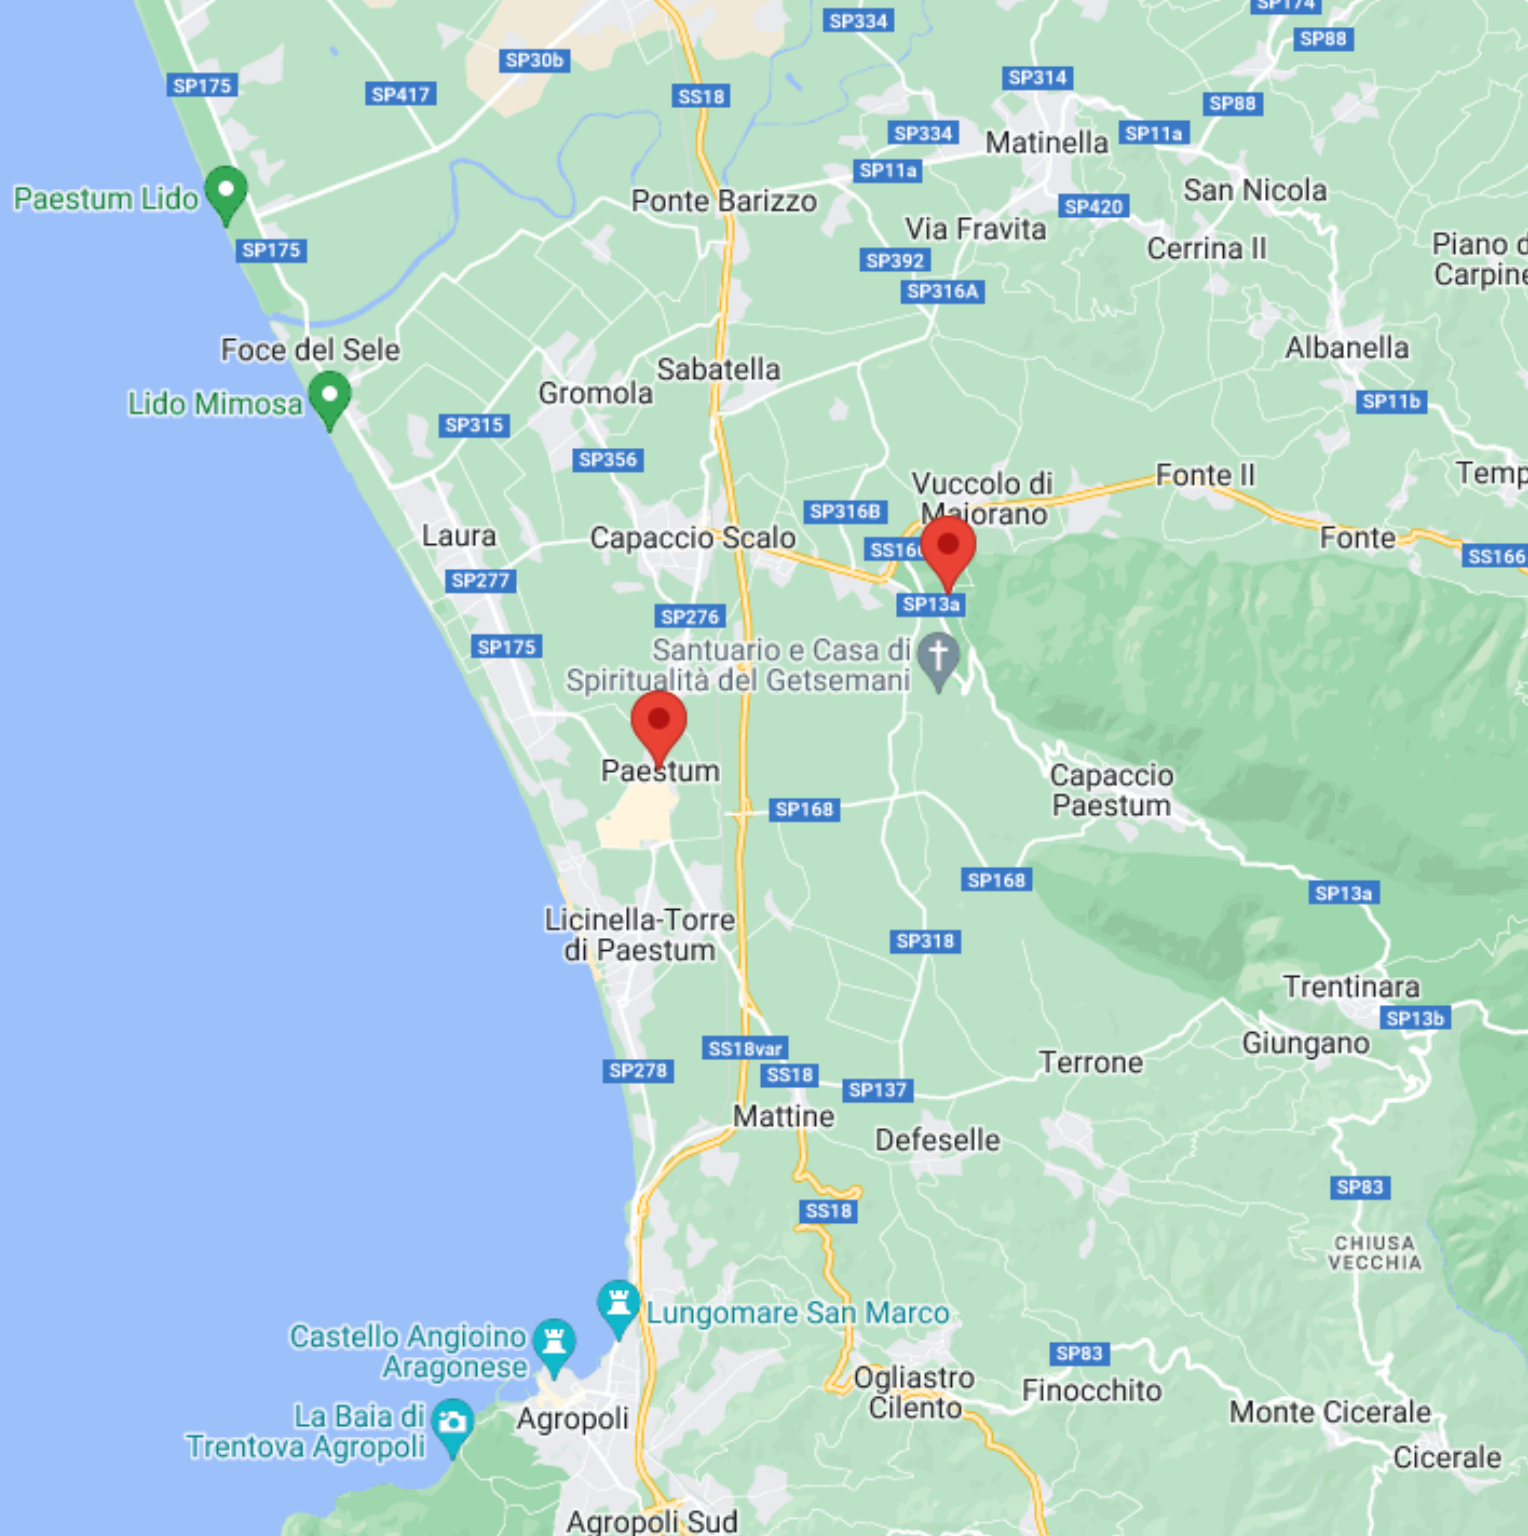 SP174
SP334
SP88
SP30b
SP175
SP417
SS18
SP314
SP88
SP334
Matinella
SP11a
SP11a
Paestum Lido
Ponte Barizzo
San Nicola
SP420
Via Fravita
SP175
SP392
Cerrina II
Piano d
Carpine
SP316A
Foce del Sele
Albanella
Sabatella
Gromola
Lido Mimosa
SP11b
SP315
SP356
Vuccolo di
Maiorano
Fonte II
Temp
SP316B
Laura
Capaccio Scalo
SS166
Fonte
SS166
SP277
SP13a
SP276
SP175
Santuario e Casa di
Spiritualità del Getsemani
Paestum
Capaccio
Paestum
SP168
SP168
SP13a
Licinella-Torre
di Paestum
SP318
Trentinara
SP13b
Giungano
SS18var
Terrone
SP278
SS18
SP137
Mattine
Defeselle
SP83
SS18
CHIUSA
VECCHIA
Lungomare San Marco
Castello Angioino
Aragonese
SP83
Ogliastro
Cilento
Finocchito
La Baia di
Trentova Agropoli
Agropoli
Monte Cicerale
Cicerale
Agropoli Sud